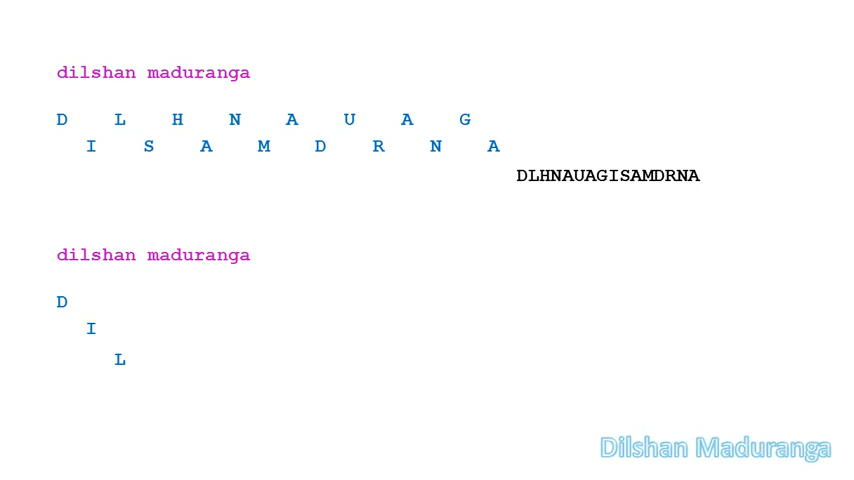 dilshan maduranga
D L H N A U A G
I S A M D R N A
DLHNAUAGISAMDRNA
dilshan maduranga
D
I
L
Dilshan Maduranga